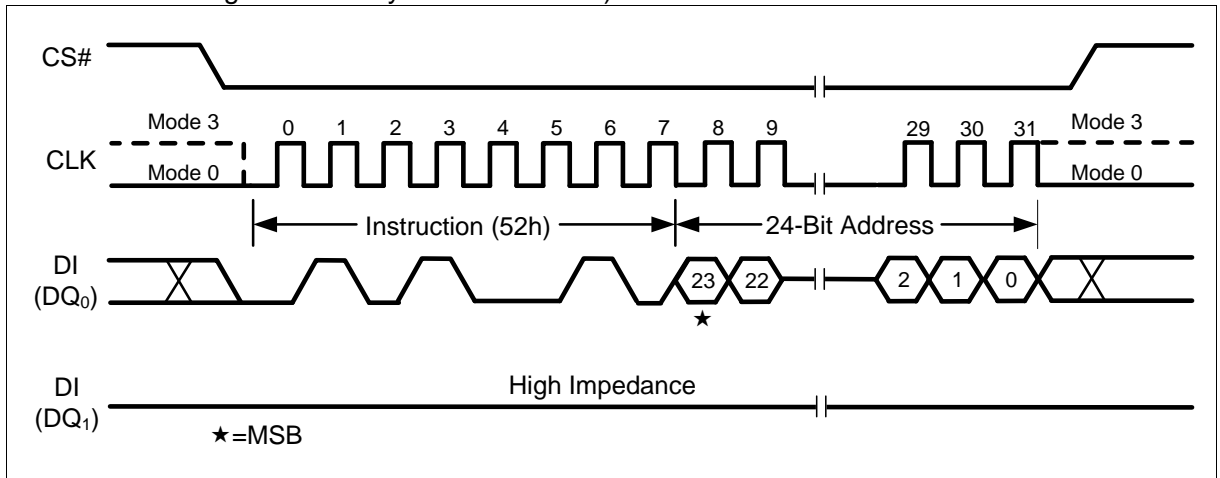 CS#
Mode 3
0 1 2 3 4 5 6 7 8 9 29 30 31
Mode 3
CLK
Mode 0
Mode 0
Instruction (52h)
24-Bit Address
DI
(DQ0)
23 22 2 1 0
★
High Impedance
DI
(DQ1)
★=MSB